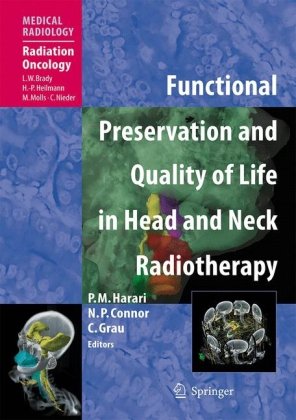 MEDICAL
RADIOLOGY
Radiation
Oncology
L.W. Brady
H.-P. Heilmann
M. Molls · C. Nieder
Functional
Preservation and
Quality of Life
in Head and Neck
Radiotherapy
P. M. Harari
N. P. Connor
C. Grau
Editors
Springer